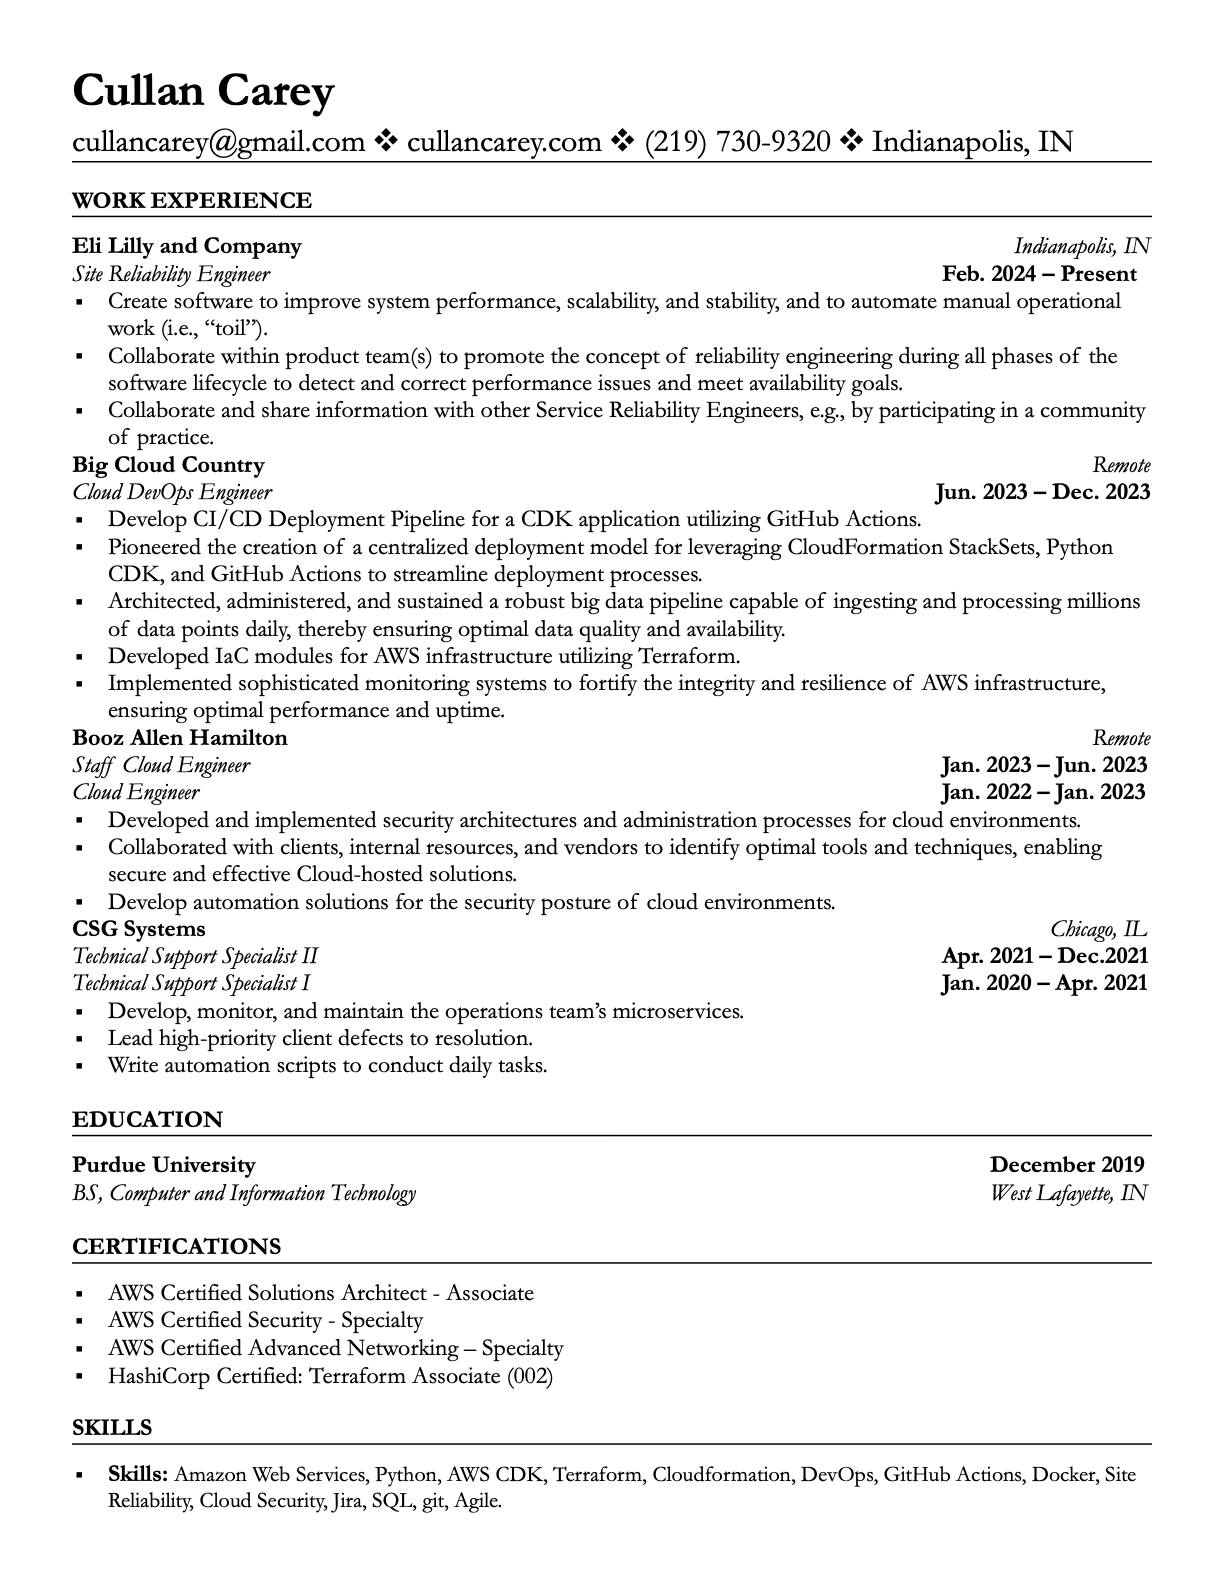 Cullan Carey
cullancarey@gmail.com ❖ cullancarey.com ❖ (219) 730-9320 ❖ Indianapolis, IN
WORK EXPERIENCE
Eli Lilly and Company Indianapolis, IN
Site Reliability Engineer Feb. 2024 – Present
▪ Create software to improve system performance, scalability, and stability, and to automate manual operational
work (i.e., “toil”).
▪ Collaborate within product team(s) to promote the concept of reliability engineering during all phases of the
software lifecycle to detect and correct performance issues and meet availability goals.
▪ Collaborate and share information with other Service Reliability Engineers, e.g., by participating in a community
of practice.
Big Cloud Country Remote
Cloud DevOps Engineer Jun. 2023 – Dec. 2023
▪ Develop CI/CD Deployment Pipeline for a CDK application utilizing GitHub Actions.
▪ Pioneered the creation of a centralized deployment model for leveraging CloudFormation StackSets, Python
CDK, and GitHub Actions to streamline deployment processes.
▪ Architected, administered, and sustained a robust big data pipeline capable of ingesting and processing millions
of data points daily, thereby ensuring optimal data quality and availability.
▪ Developed IaC modules for AWS infrastructure utilizing Terraform.
▪ Implemented sophisticated monitoring systems to fortify the integrity and resilience of AWS infrastructure,
ensuring optimal performance and uptime.
Booz Allen Hamilton Remote
Staff Cloud Engineer Jan. 2023 – Jun. 2023
Cloud Engineer Jan. 2022 – Jan. 2023
▪ Developed and implemented security architectures and administration processes for cloud environments.
▪ Collaborated with clients, internal resources, and vendors to identify optimal tools and techniques, enabling
secure and effective Cloud-hosted solutions.
▪ Develop automation solutions for the security posture of cloud environments.
CSG Systems Chicago, IL
Technical Support Specialist II Apr. 2021 – Dec.2021
Technical Support Specialist I Jan. 2020 – Apr. 2021
▪ Develop, monitor, and maintain the operations team’s microservices.
▪ Lead high-priority client defects to resolution.
▪ Write automation scripts to conduct daily tasks.
EDUCATION
Purdue University December 2019
BS, Computer and Information Technology West Lafayette, IN
CERTIFICATIONS
▪ AWS Certified Solutions Architect - Associate
▪ AWS Certified Security - Specialty
▪ AWS Certified Advanced Networking – Specialty
▪ HashiCorp Certified: Terraform Associate (002)
SKILLS
▪ Skills: Amazon Web Services, Python, AWS CDK, Terraform, Cloudformation, DevOps, GitHub Actions, Docker, Site
Reliability, Cloud Security, Jira, SQL, git, Agile.